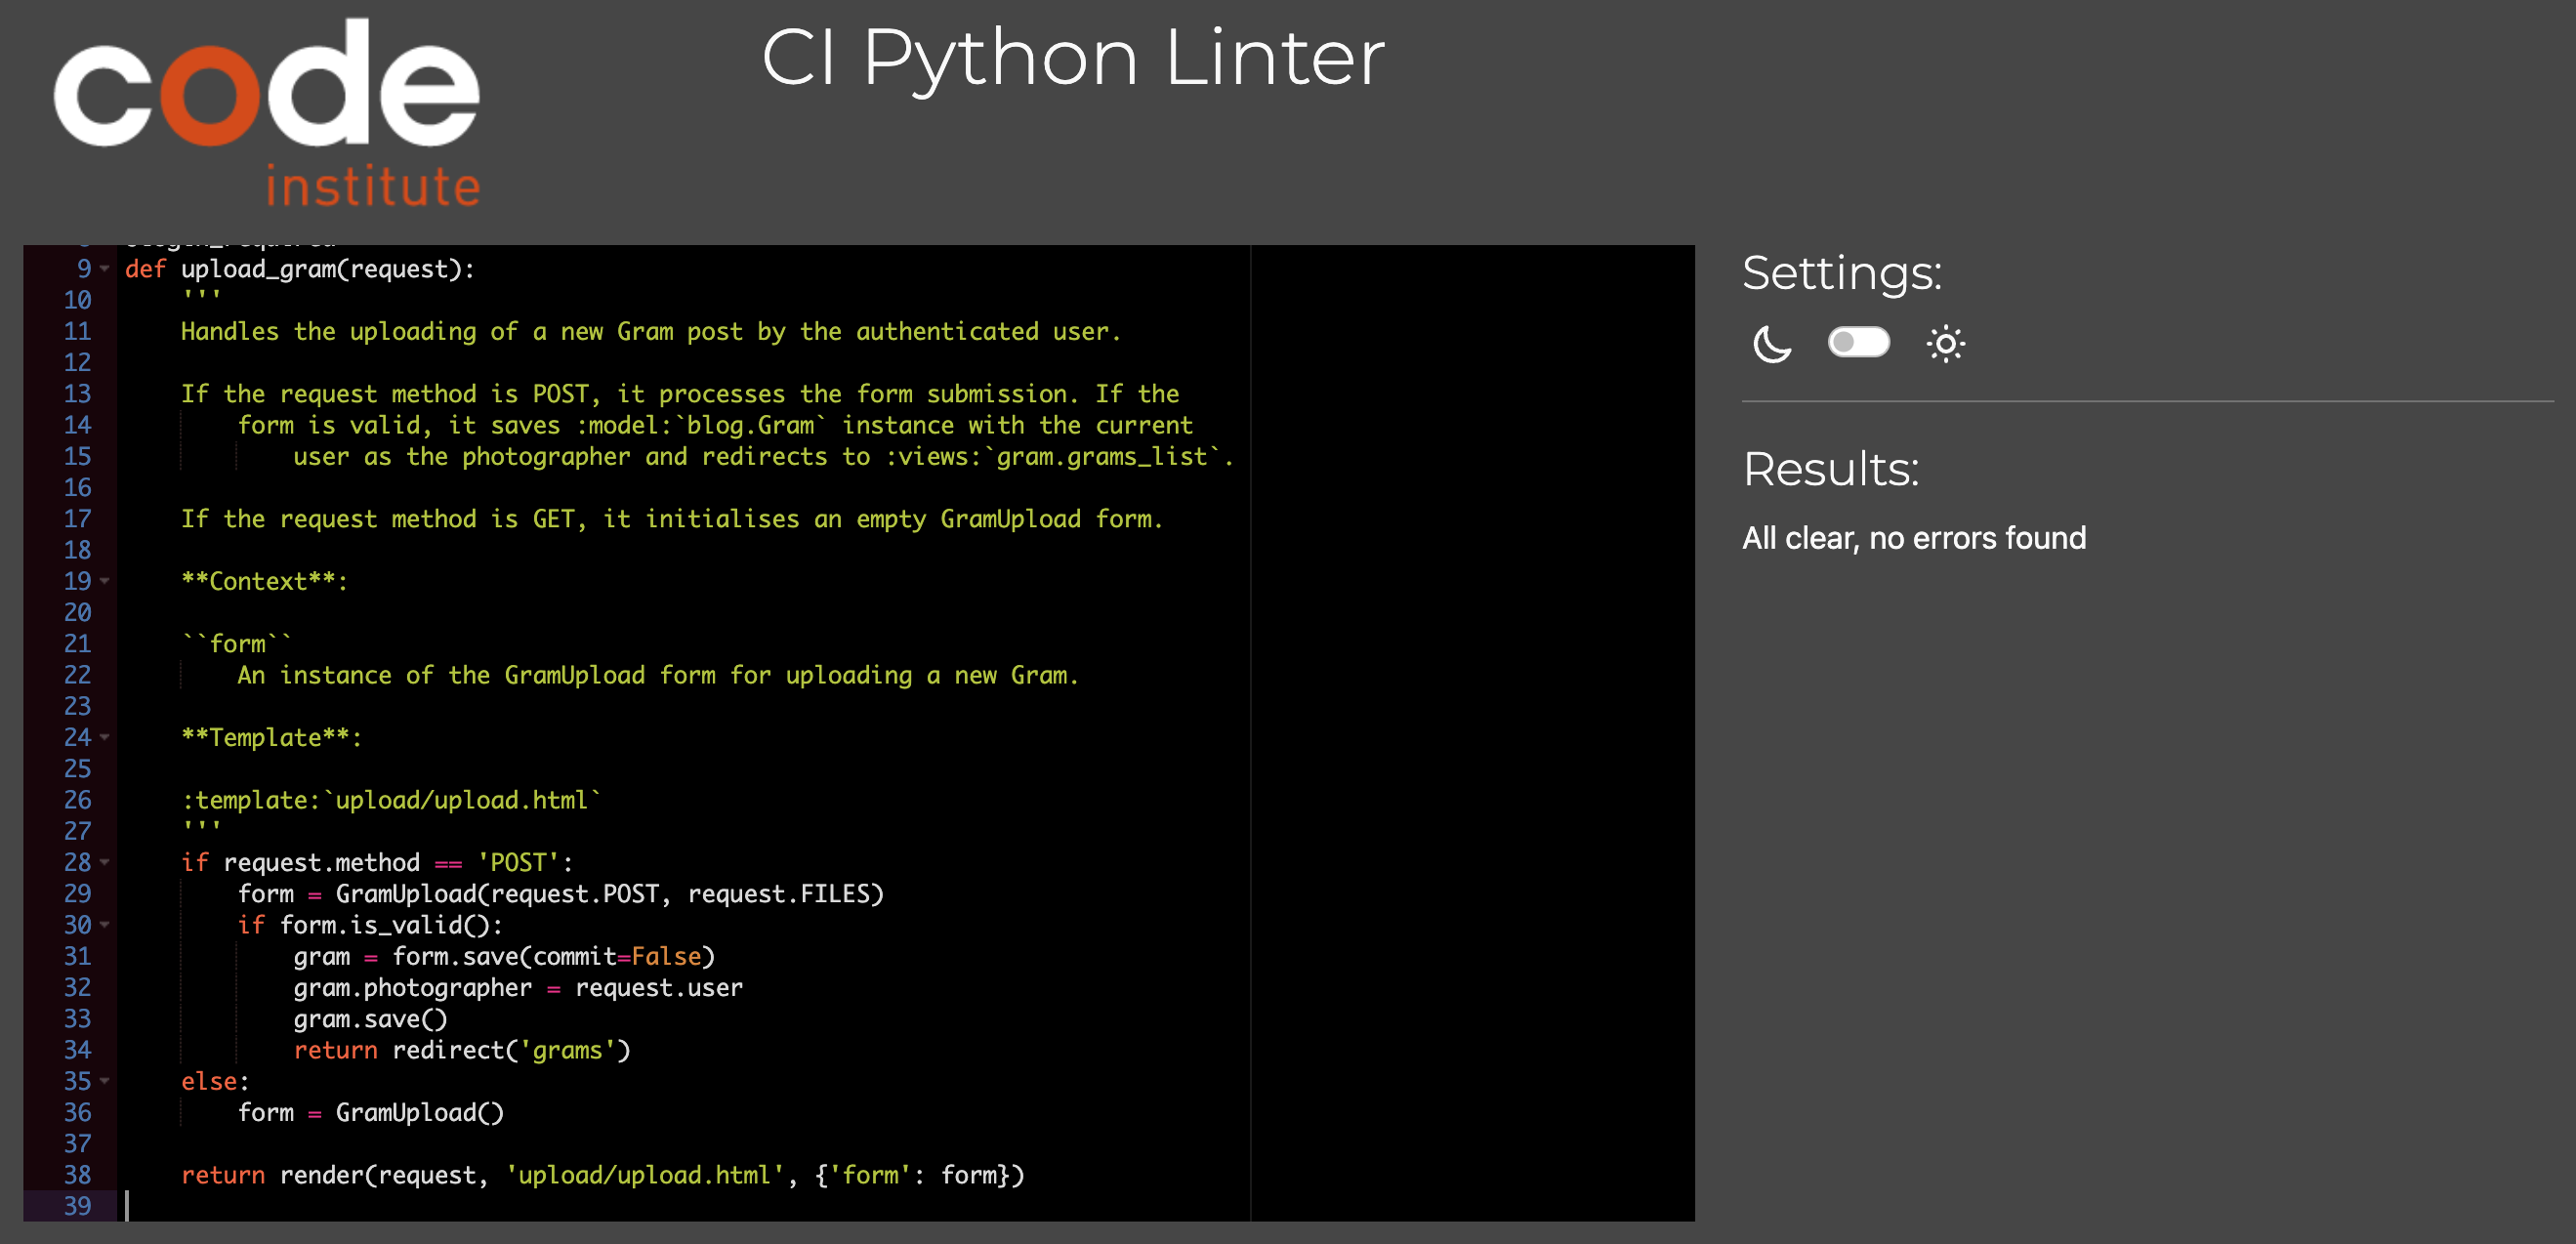 code
institute
CI Python Linter
9 def upload_gram(request):
10     '''
11     Handles the uploading of a new Gram post by the authenticated user.
12
13     If the request method is POST, it processes the form submission. If the
14         form is valid, it saves :model:`blog.Gram` instance with the current
15             user as the photographer and redirects to :views:`gram.grams_list`.
16
17     If the request method is GET, it initialises an empty GramUpload form.
18
19     **Context**:
20
21     ``form``
22         An instance of the GramUpload form for uploading a new Gram.
23
24     **Template**:
25
26     :template:`upload/upload.html`
27     '''
28     if request.method == 'POST':
29         form = GramUpload(request.POST, request.FILES)
30         if form.is_valid():
31             gram = form.save(commit=False)
32             gram.photographer = request.user
33             gram.save()
34             return redirect('grams')
35     else:
36         form = GramUpload()
37
38     return render(request, 'upload/upload.html', {'form': form})
39
Settings:
Results:
All clear, no errors found